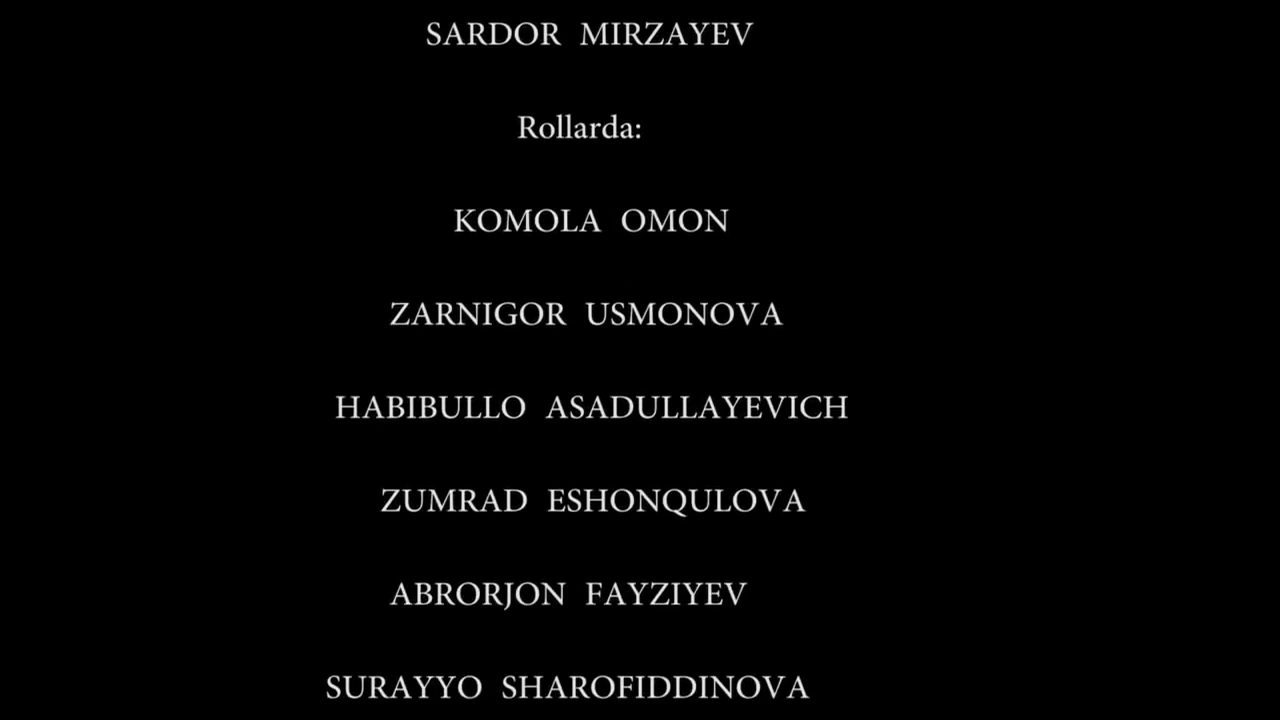 SARDOR MIRZAYEV
Rollarda:
KOMOLA OMON
ZARNIGOR USMONOVA
HABIBULLO ASADULLAYEVICH
ZUMRAD ESHONQULOVA
ABRORJON FAYZIYEV
SURAYYO SHAROFIDDINOVA